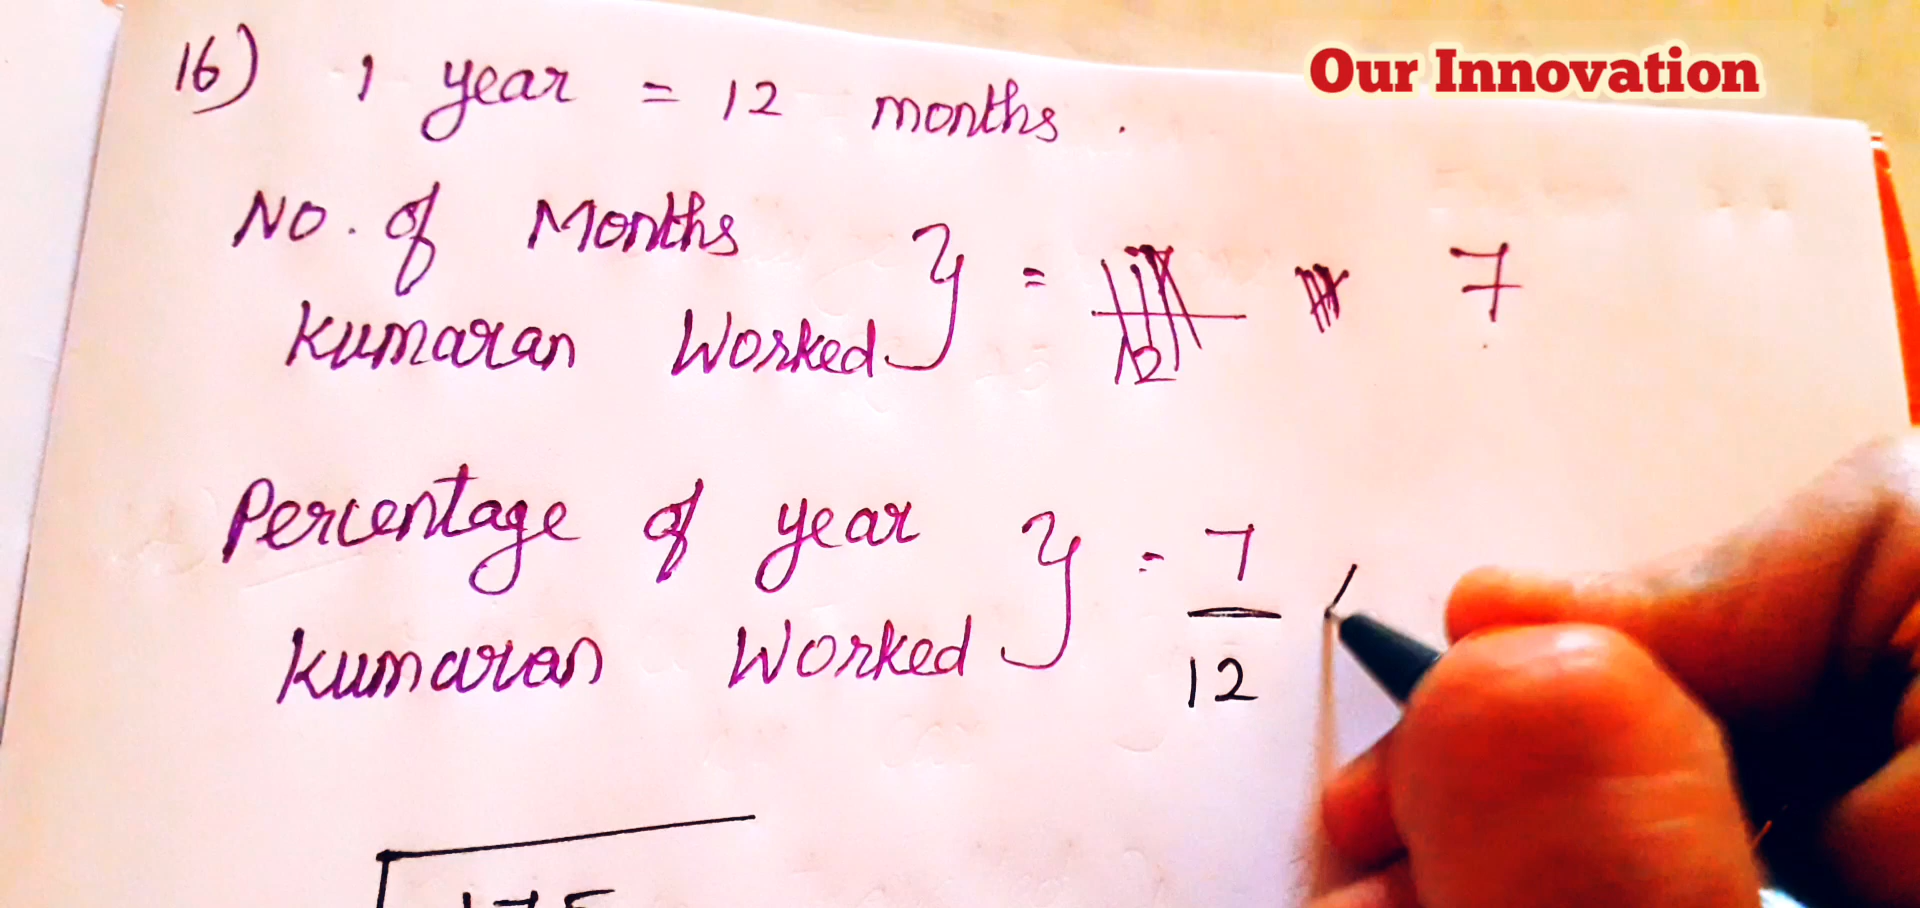 Our Innovation
16) 1 year = 12 months.
No. of Months
Kumaran Worked } = 7
Percentage of year
Kumaran Worked } = 7/12
175